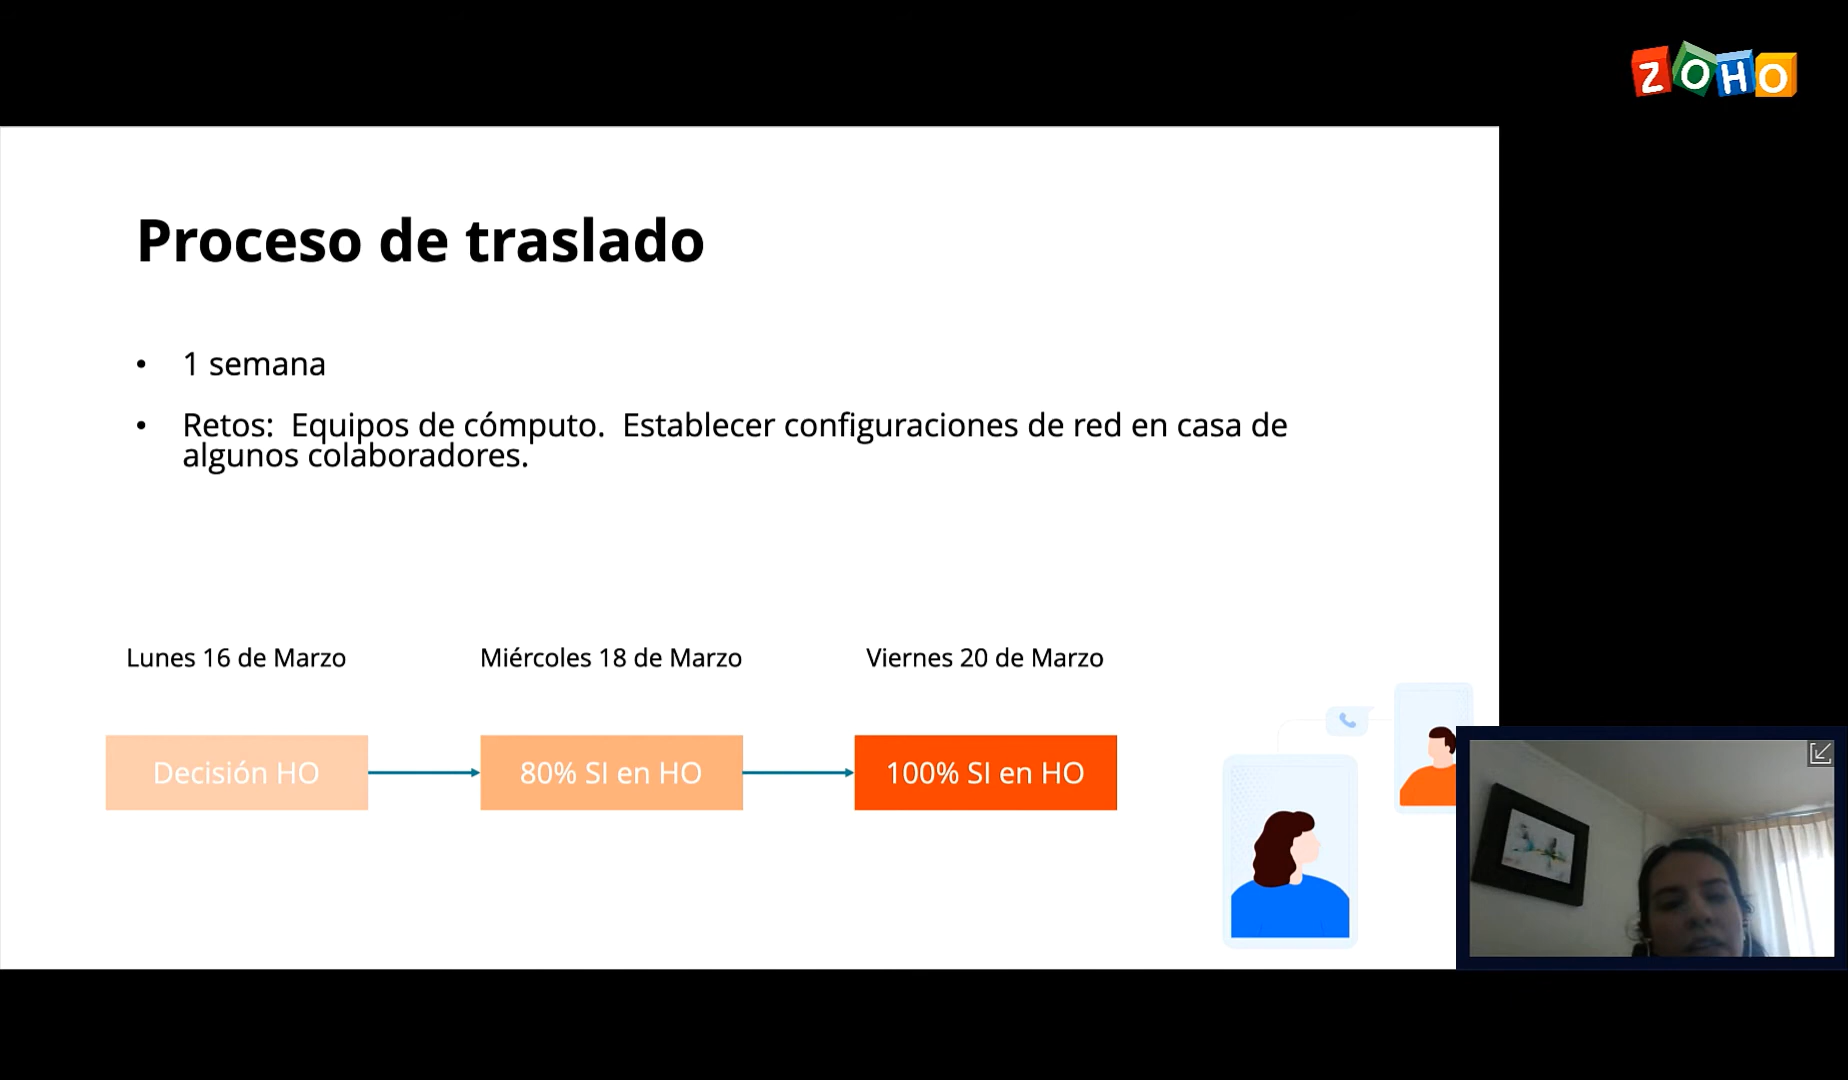 ZOHO
Proceso de traslado
• 1 semana
• Retos:  Equipos de cómputo.  Establecer configuraciones de red en casa de
algunos colaboradores.
Lunes 16 de Marzo
Miércoles 18 de Marzo
Viernes 20 de Marzo
Decisión HO
80% SI en HO
100% SI en HO